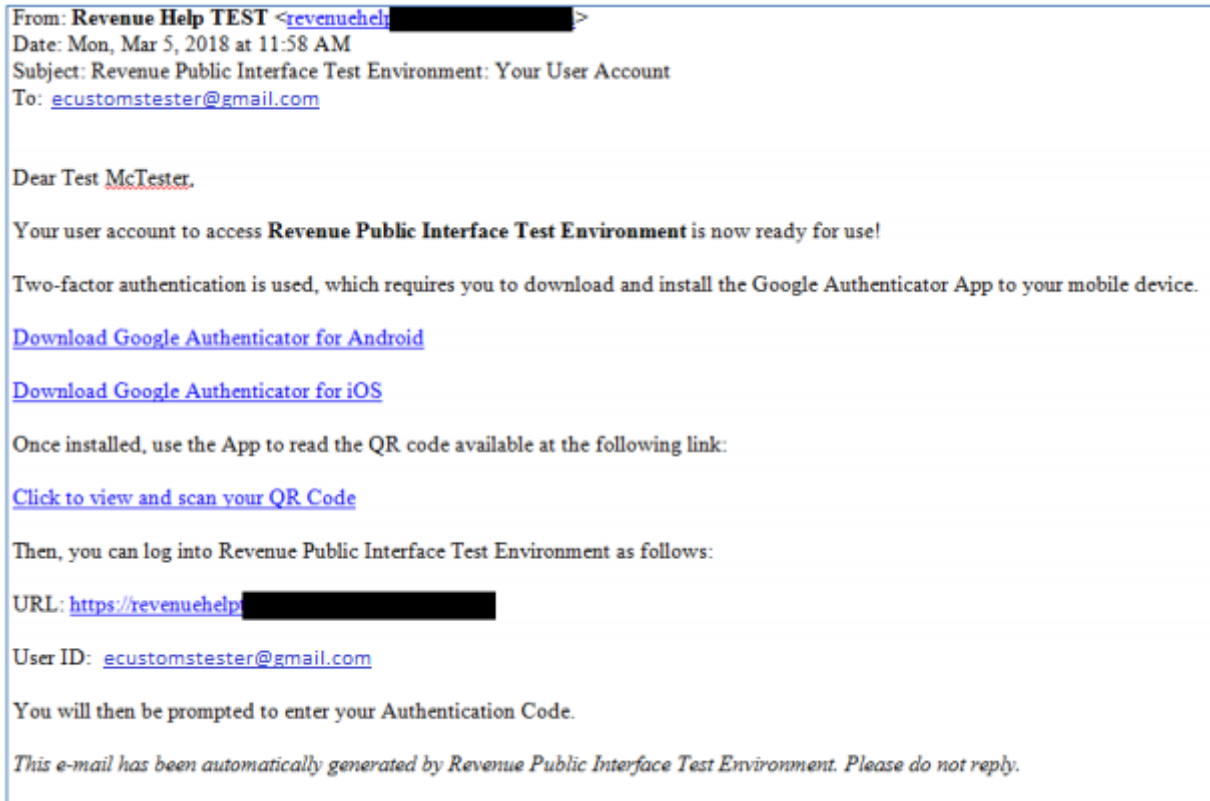 From: Revenue Help TEST <revenuehelp >
Date: Mon, Mar 5, 2018 at 11:58 AM
Subject: Revenue Public Interface Test Environment: Your User Account
To: ecustomstester@gmail.com
Dear Test McTester,
Your user account to access Revenue Public Interface Test Environment is now ready for use!
Two-factor authentication is used, which requires you to download and install the Google Authenticator App to your mobile device.
Download Google Authenticator for Android
Download Google Authenticator for iOS
Once installed, use the App to read the QR code available at the following link:
Click to view and scan your QR Code
Then, you can log into Revenue Public Interface Test Environment as follows:
URL: https://revenuehelp
User ID: ecustomstester@gmail.com
You will then be prompted to enter your Authentication Code.
This e-mail has been automatically generated by Revenue Public Interface Test Environment. Please do not reply.